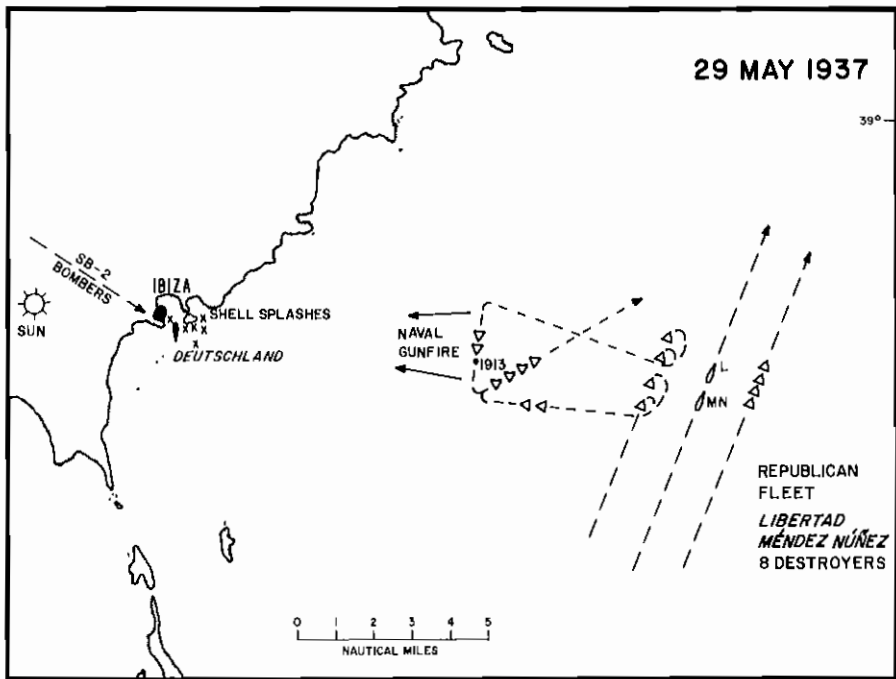 29 MAY 1937
39°
SB-2
BOMBERS
IBIZA
SUN
SHELL SPLASHES
DEUTSCHLAND
NAVAL
GUNFIRE
1913
L
MN
REPUBLICAN
FLEET
LIBERTAD
MÉNDEZ NÚÑEZ
8 DESTROYERS
0 1 2 3 4 5
NAUTICAL MILES